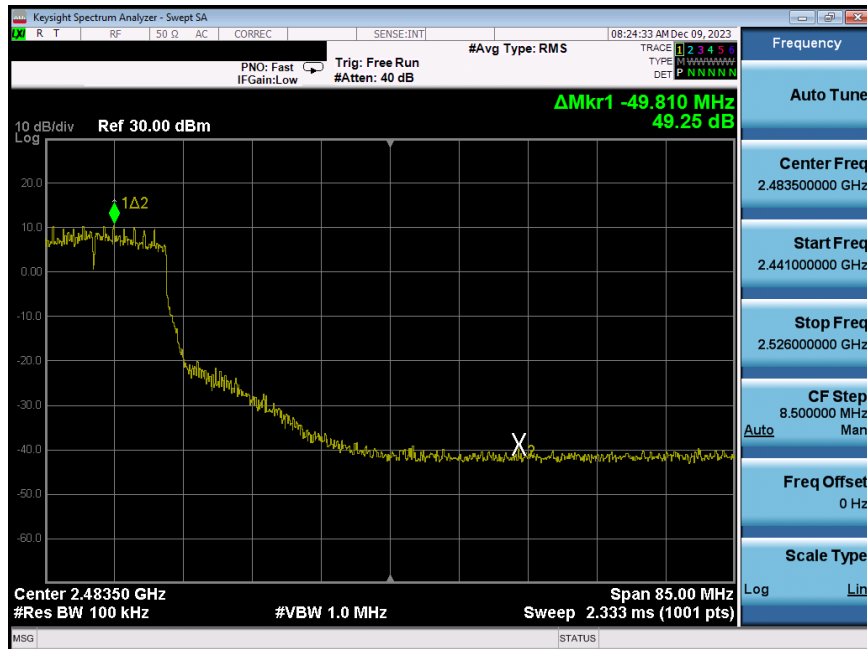 Keysight Spectrum Analyzer - Swept SA
LXI R T RF 50 Ω AC CORREC SENSE:INT 08:24:33 AM Dec 09, 2023
#Avg Type: RMS
TRACE 1 2 3 4 5 6
TYPE M WWWWW
DET P N N N N N
PNO: Fast
IFGain:Low
Trig: Free Run
#Atten: 40 dB
ΔMkr1 -49.810 MHz
49.25 dB
10 dB/div
Log
Ref 30.00 dBm
20.0
10.0
0.00
-10.0
-20.0
-30.0
-40.0
-50.0
-60.0
1Δ2
X2
Center 2.48350 GHz
#Res BW 100 kHz
#VBW 1.0 MHz
Span 85.00 MHz
Sweep 2.333 ms (1001 pts)
MSG
STATUS
Frequency
Auto Tune
Center Freq
2.483500000 GHz
Start Freq
2.441000000 GHz
Stop Freq
2.526000000 GHz
CF Step
8.500000 MHz
Auto Man
Freq Offset
0 Hz
Scale Type
Log Lin